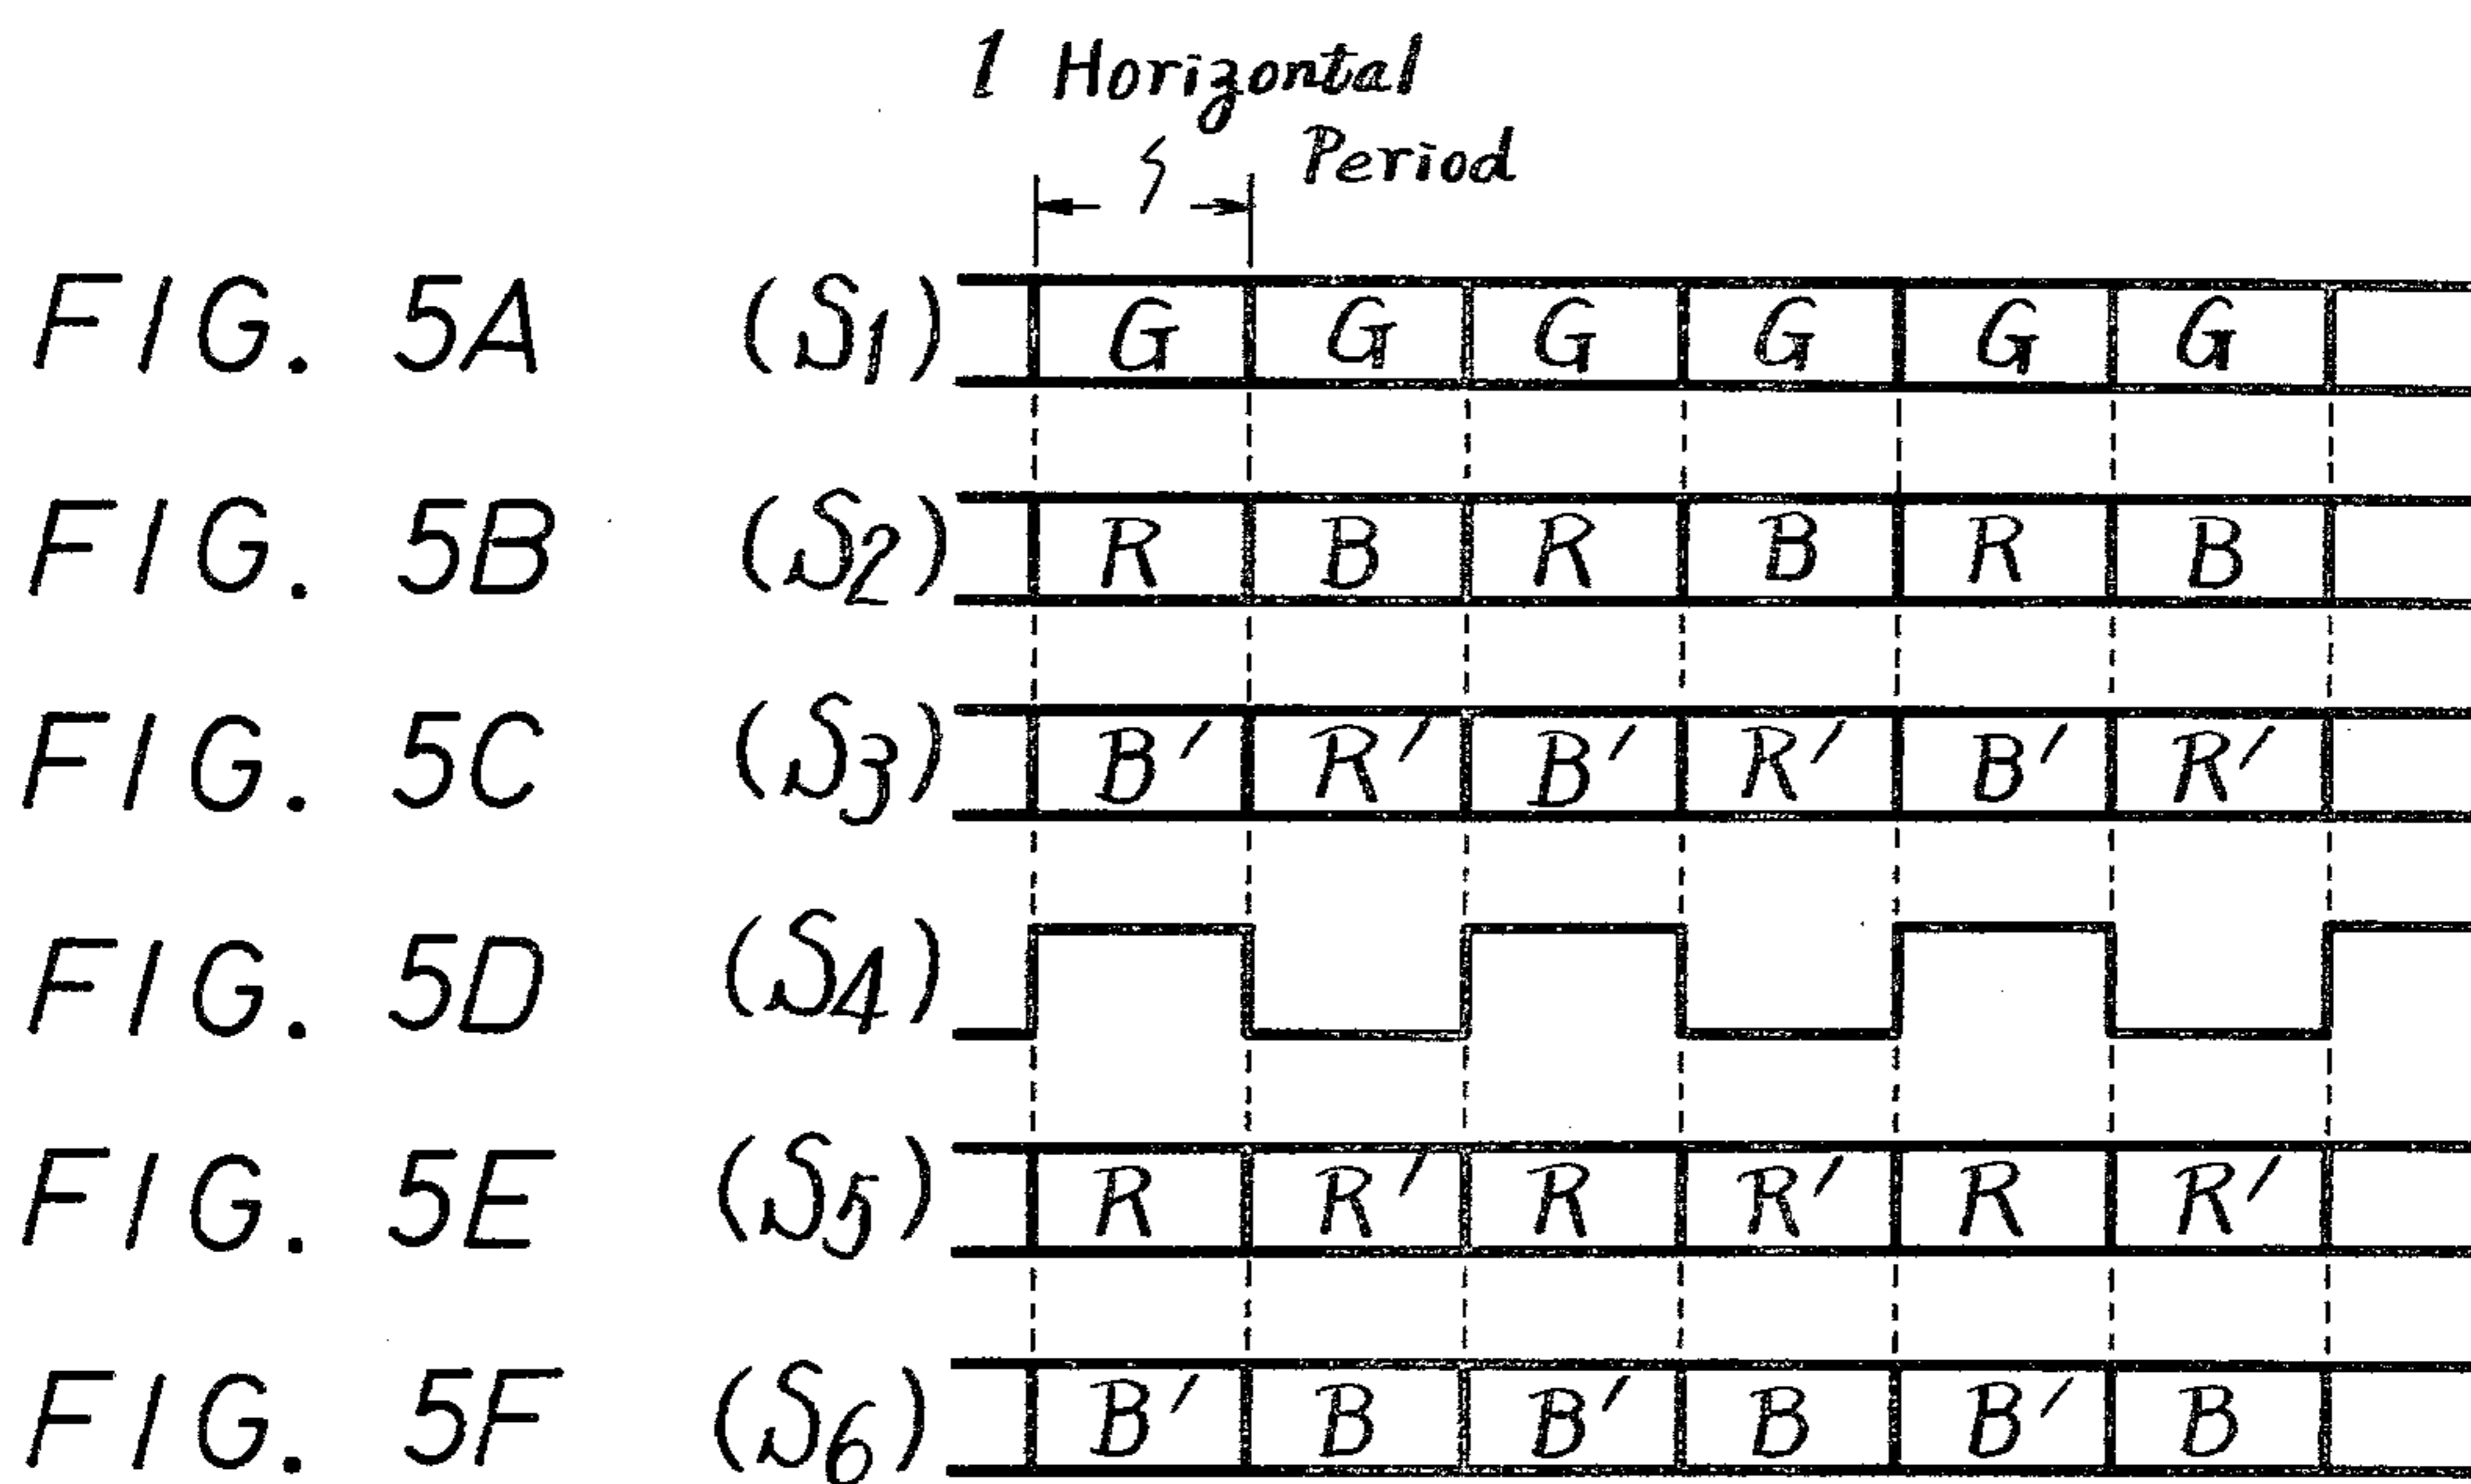 1 Horizontal
Period
FIG. 5A (S1) G G G G G G
FIG. 5B (S2) R B R B R B
FIG. 5C (S3) B' R' B' R' B' R'
FIG. 5D (S4)
FIG. 5E (S5) R R' R R' R R'
FIG. 5F (S6) B' B B' B B' B